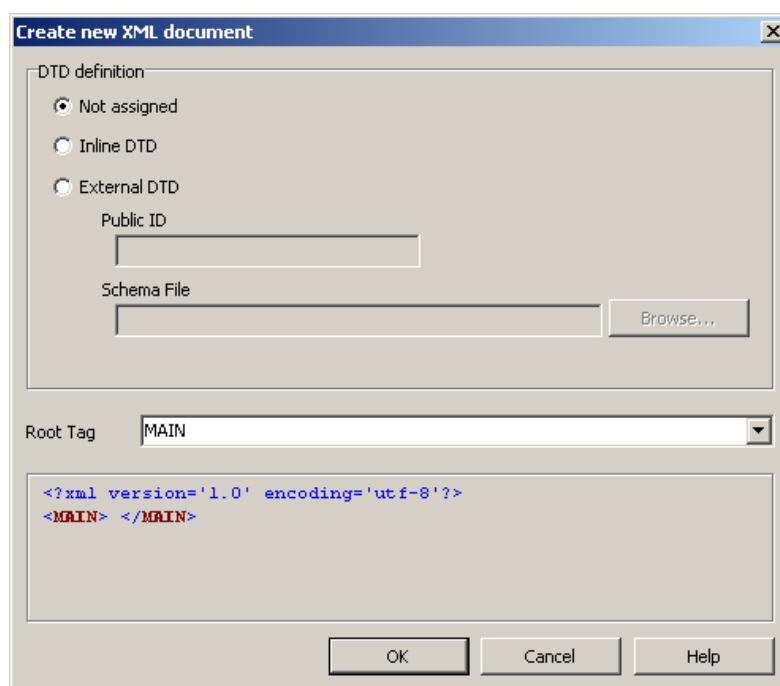 Create new XML document
DTD definition
Not assigned
Inline DTD
External DTD
Public ID
Schema File
Browse...
Root Tag MAIN
<?xml version='1.0' encoding='utf-8'?>
<MAIN> </MAIN>
OK Cancel Help